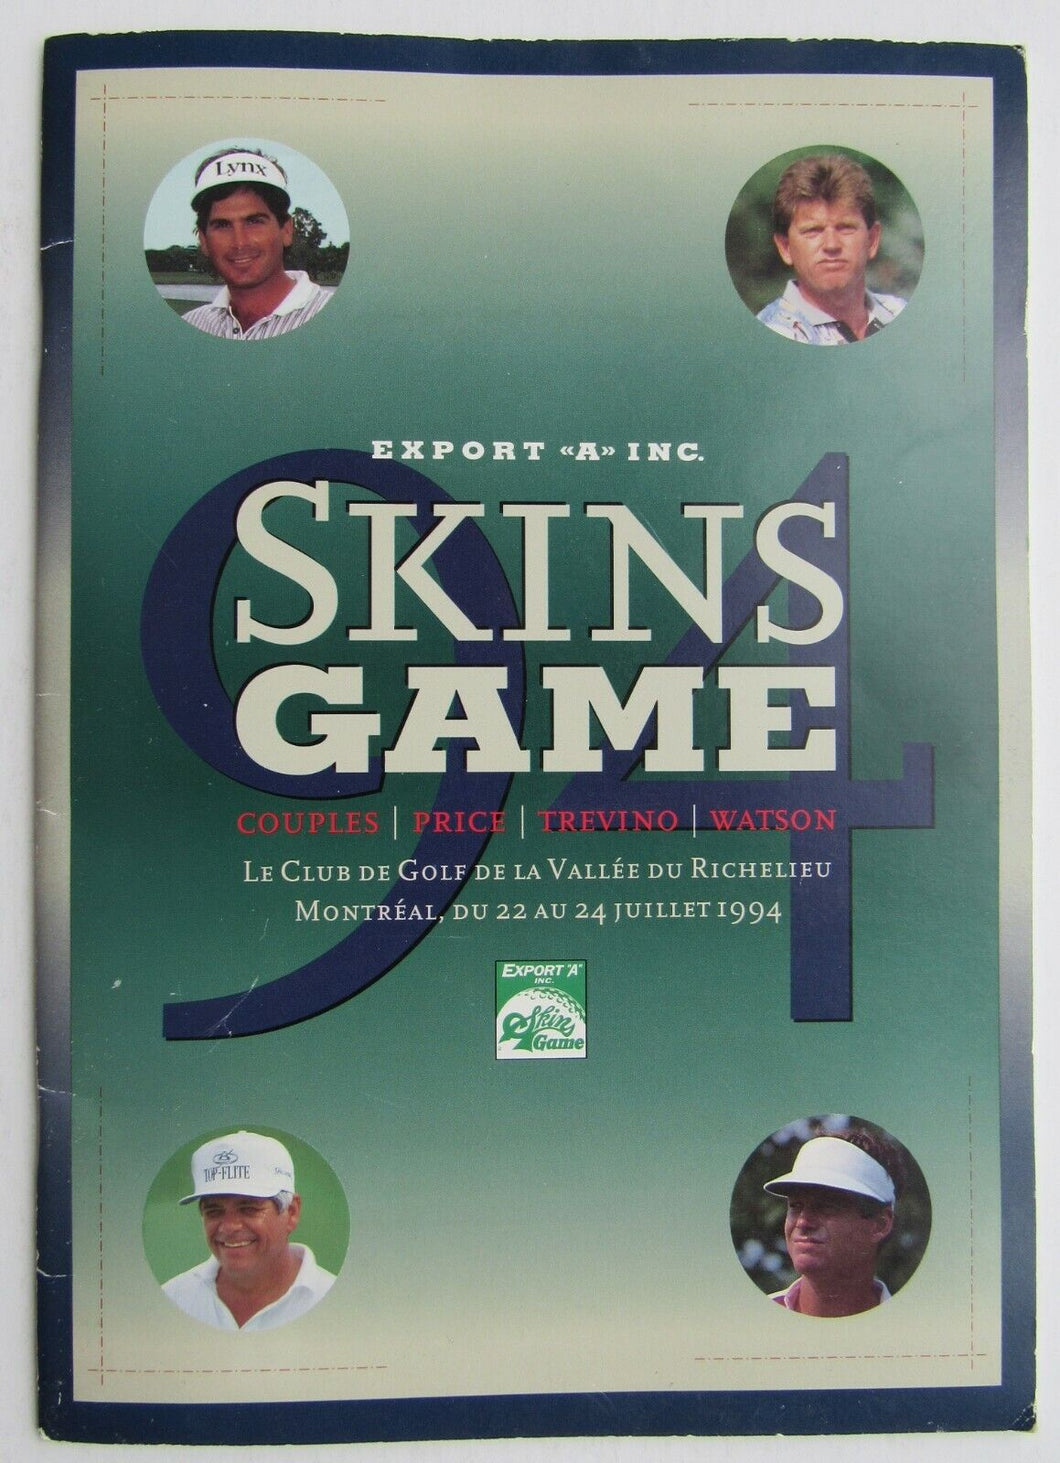 Lynx
EXPORT «A» INC.
94
SKINS
GAME
COUPLES | PRICE | TREVINO | WATSON
LE CLUB DE GOLF DE LA VALLÉE DU RICHELIEU
MONTRÉAL, DU 22 AU 24 JUILLET 1994
EXPORT "A"
INC.
Skins
Game
TOP-FLITE